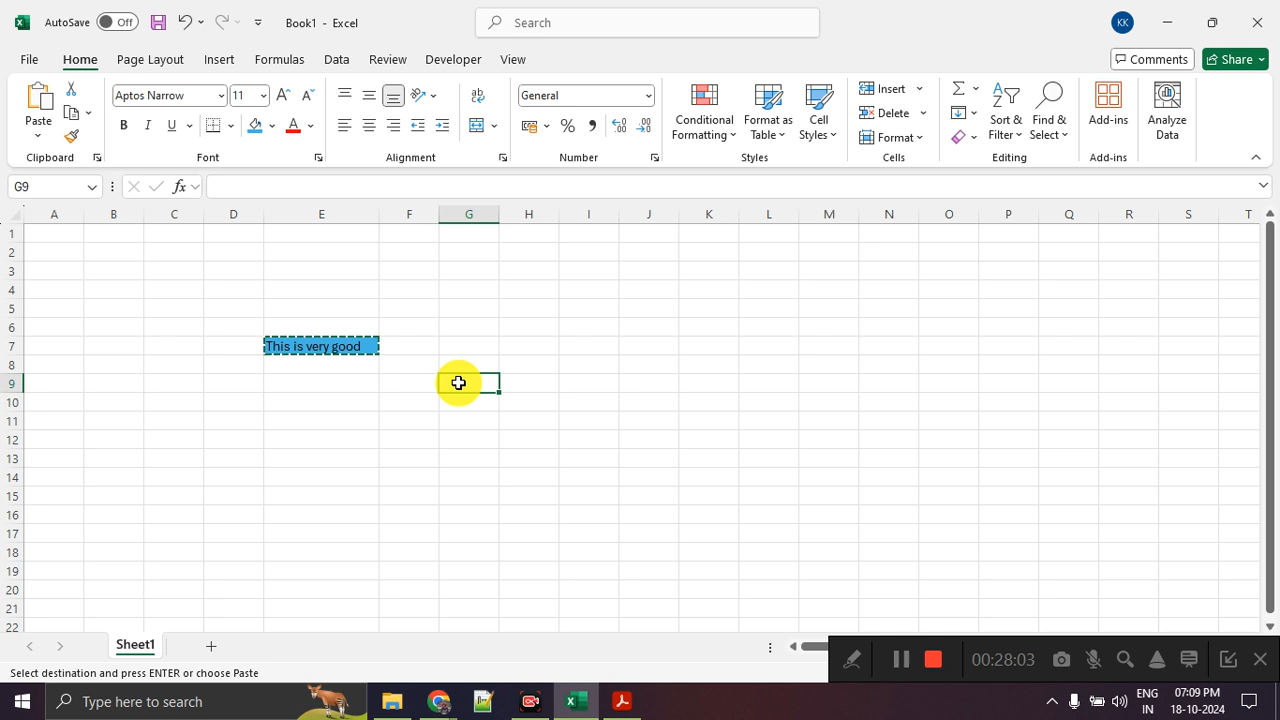 AutoSave Off Book1 - Excel Search KK
File Home Page Layout Insert Formulas Data Review Developer View Comments Share
Paste Aptos Narrow 11 General Conditional Formatting Format as Table Cell Styles Insert Delete Format Sort & Filter Find & Select Add-ins Analyze Data
B I U A % ,
Clipboard Font Alignment Number Styles Cells Editing Add-ins
G9 fx
A B C D E F G H I J K L M N O P Q R S T
1
2
3
4
5
6
7 This is very good
8
9
10
11
12
13
14
15
16
17
18
19
20
21
22
Sheet1
00:28:03
Select destination and press ENTER or choose Paste
Type here to search ENG 07:09 PM
IN 18-10-2024